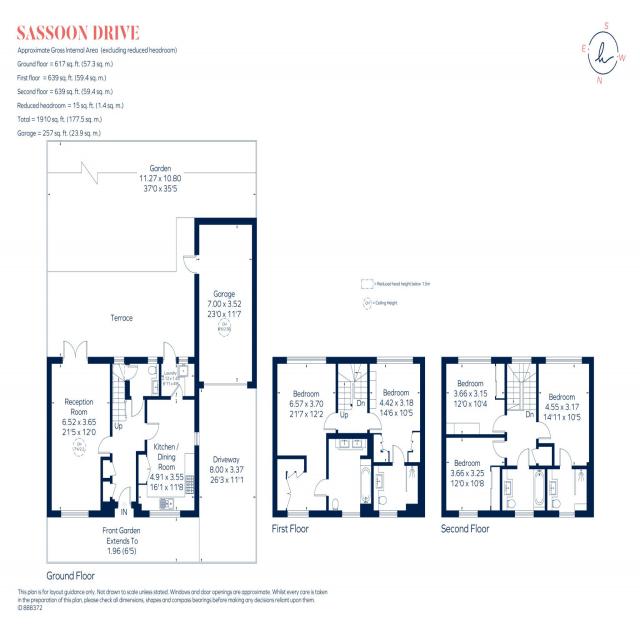 SASSOON DRIVE
Approximate Gross Internal Area (excluding reduced headroom)
Ground floor = 617 sq. ft. (57.3 sq. m.)
First floor = 639 sq. ft. (59.4 sq. m.)
Second floor = 639 sq. ft. (59.4 sq. m.)
Reduced headroom = 15 sq. ft. (1.4 sq. m.)
Total = 1910 sq. ft. (177.5 sq. m.)
Garage = 257 sq. ft. (23.9 sq. m.)
S
E
W
N
h
Garden
11.27 x 10.80
37'0 x 35'5
Garage
7.00 x 3.52
23'0 x 11'7
CH
Terrace
= Reduced head height below 1.5m
CH
= Ceiling Height
Laundry
Reception
Room
6.52 x 3.65
21'5 x 12'0
CH
Up
Kitchen /
Dining
Room
4.91 x 3.55
16'1 x 11'8
Driveway
8.00 x 3.37
26'3 x 11'1
IN
Front Garden
Extends To
1.96 (6'5)
Ground Floor
Bedroom
6.57 x 3.70
21'7 x 12'2
Up
Dn
Bedroom
4.42 x 3.18
14'6 x 10'5
First Floor
Bedroom
3.66 x 3.15
12'0 x 10'4
Dn
Bedroom
4.55 x 3.17
14'11 x 10'5
Bedroom
3.66 x 3.25
12'0 x 10'8
Second Floor
This plan is for layout guidance only. Not drawn to scale unless stated. Windows and door openings are approximate. Whilst every care is taken
in the preparation of this plan, please check all dimensions, shapes and compass bearings before making any decisions reliant upon them.
ID 888372